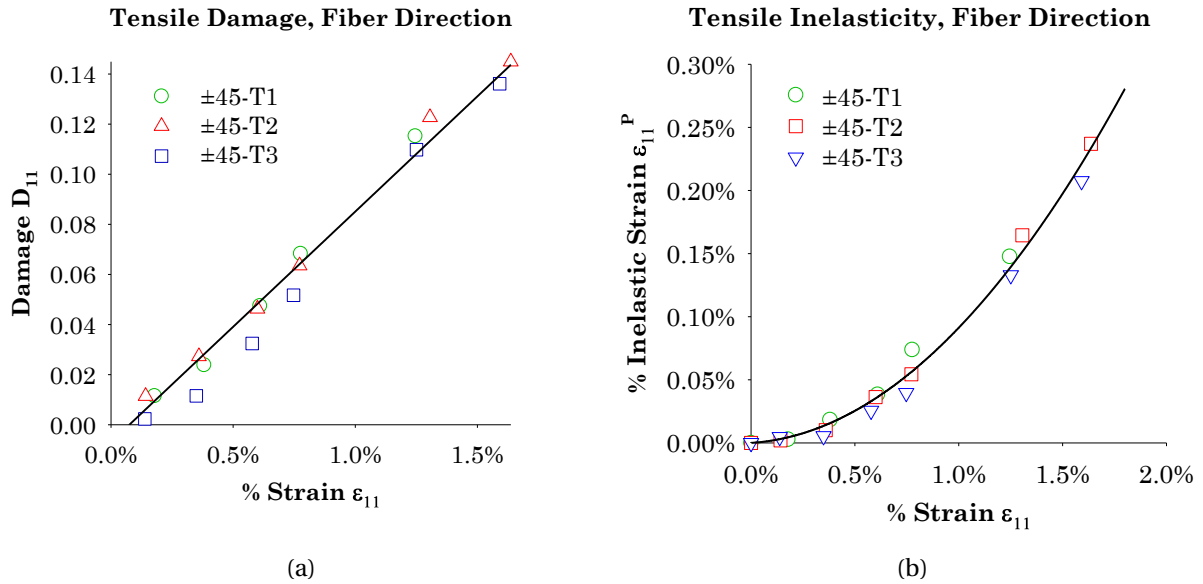 Tensile Damage, Fiber Direction
Damage D11
0.14
0.12
0.10
0.08
0.06
0.04
0.02
0.00
±45-T1
±45-T2
±45-T3
0.0%
0.5%
1.0%
1.5%
% Strain ε11
(a)
Tensile Inelasticity, Fiber Direction
% Inelastic Strain ε11P
0.30%
0.25%
0.20%
0.15%
0.10%
0.05%
0.00%
±45-T1
±45-T2
±45-T3
0.0%
0.5%
1.0%
1.5%
2.0%
% Strain ε11
(b)